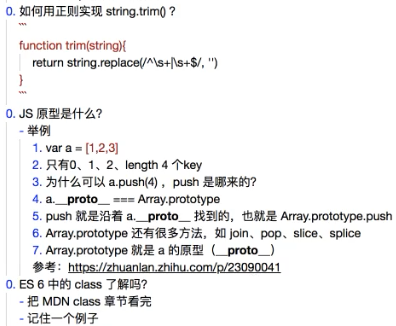 0. 如何用正则实现 string.trim() ?
```
function trim(string){
return string.replace(/^\s+|\s+$/, '')
}
```
0. JS 原型是什么?
- 举例
1. var a = [1,2,3]
2. 只有0、1、2、length 4 个key
3. 为什么可以 a.push(4) ，push 是哪来的?
4. a.__proto__ === Array.prototype
5. push 就是沿着 a.__proto__ 找到的，也就是 Array.prototype.push
6. Array.prototype 还有很多方法，如 join、pop、slice、splice
7. Array.prototype 就是 a 的原型（__proto__）
参考：https://zhuanlan.zhihu.com/p/23090041
0. ES 6 中的 class 了解吗?
- 把 MDN class 章节看完
- 记住一个例子